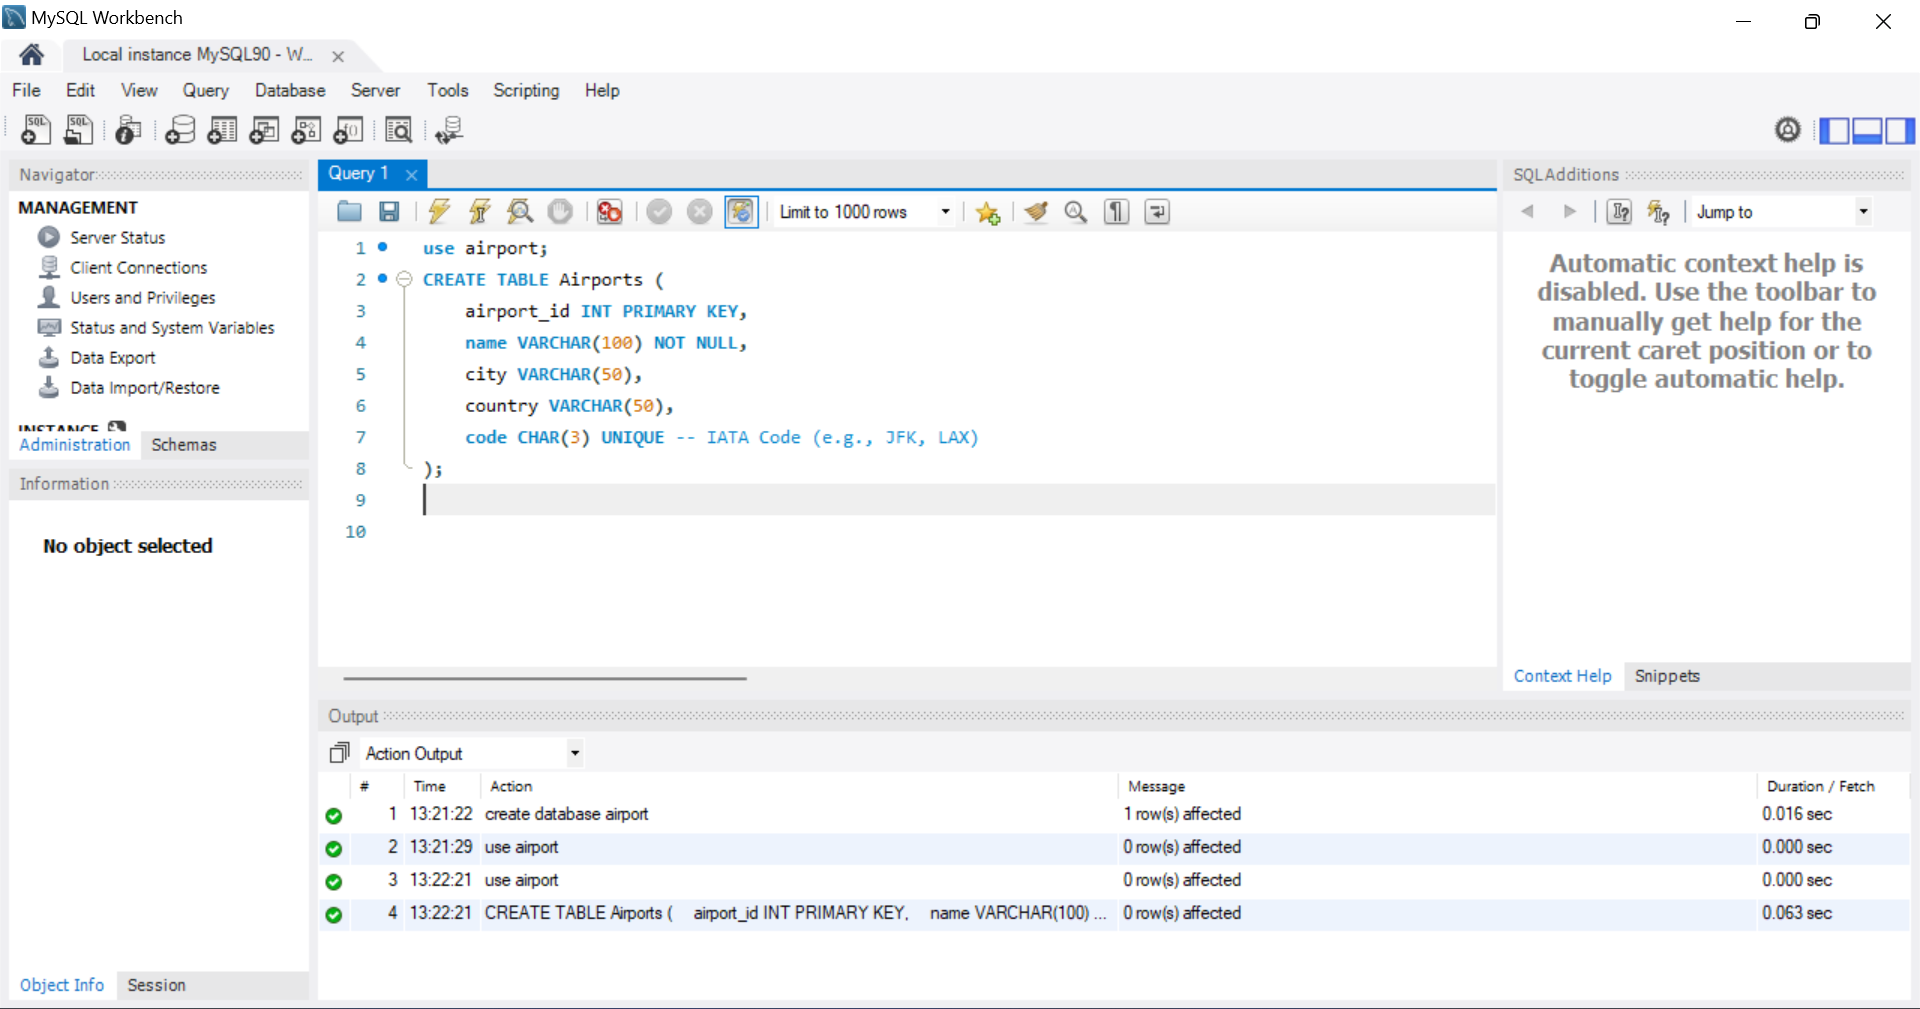 MySQL Workbench
Local instance MySQL90 - W...
File Edit View Query Database Server Tools Scripting Help
Navigator
MANAGEMENT
Server Status
Client Connections
Users and Privileges
Status and System Variables
Data Export
Data Import/Restore
INSTANCE
Administration Schemas
Information
No object selected
Object Info Session
Query 1
Limit to 1000 rows
1 use airport;
2 CREATE TABLE Airports (
3 airport_id INT PRIMARY KEY,
4 name VARCHAR(100) NOT NULL,
5 city VARCHAR(50),
6 country VARCHAR(50),
7 code CHAR(3) UNIQUE -- IATA Code (e.g., JFK, LAX)
8 );
9
10
SQLAdditions
Jump to
Automatic context help is
disabled. Use the toolbar to
manually get help for the
current caret position or to
toggle automatic help.
Context Help Snippets
Output
Action Output
# Time Action Message Duration / Fetch
1 13:21:22 create database airport 1 row(s) affected 0.016 sec
2 13:21:29 use airport 0 row(s) affected 0.000 sec
3 13:22:21 use airport 0 row(s) affected 0.000 sec
4 13:22:21 CREATE TABLE Airports ( airport_id INT PRIMARY KEY, name VARCHAR(100) ... 0 row(s) affected 0.063 sec